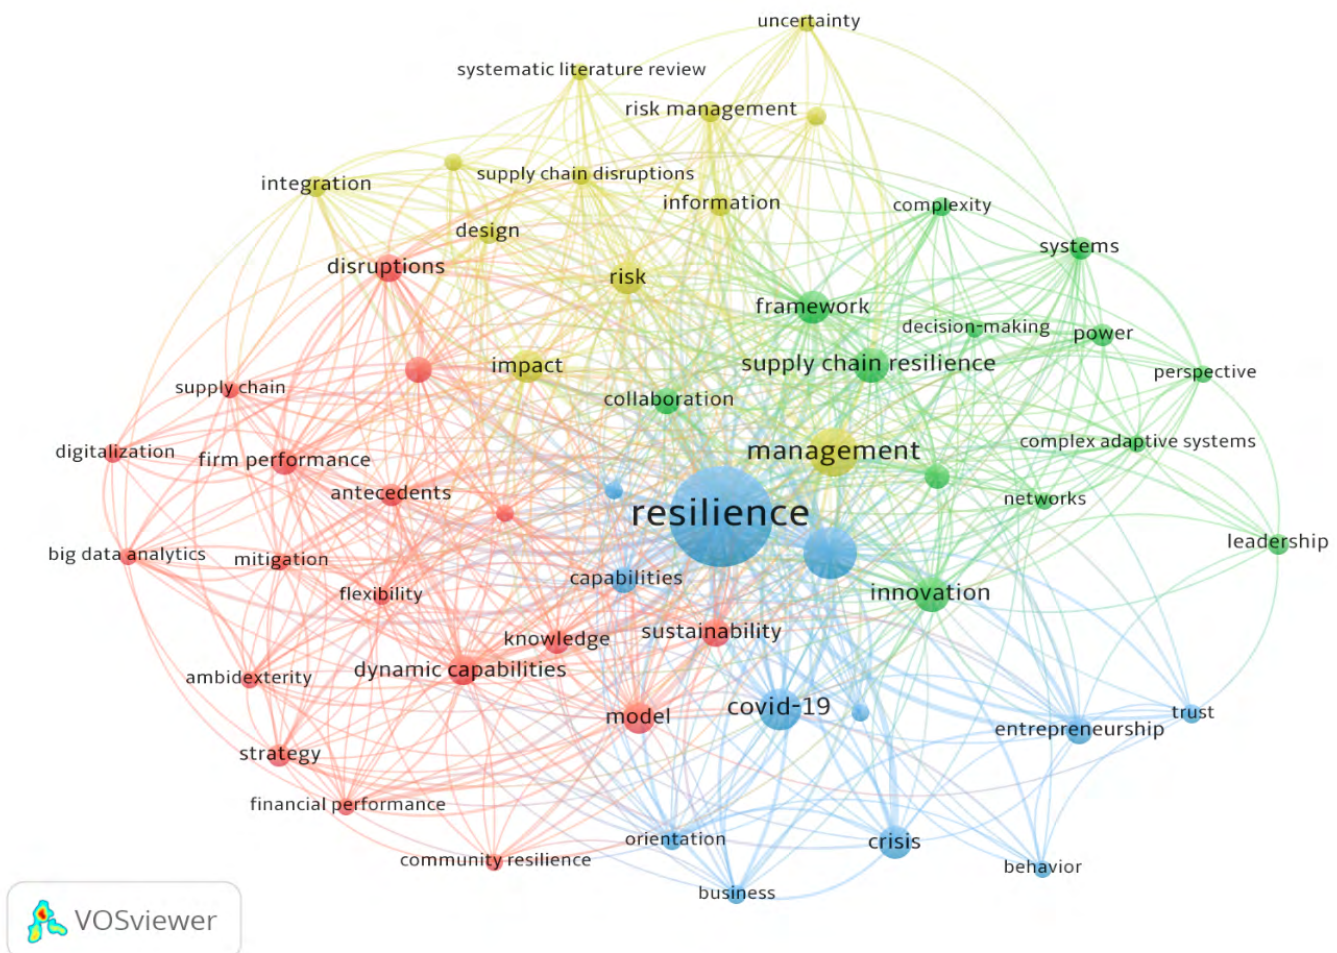 uncertainty
systematic literature review
risk management
supply chain disruptions
integration
information
complexity
design
systems
disruptions
risk
framework
decision-making
power
impact
supply chain resilience
perspective
supply chain
collaboration
complex adaptive systems
digitalization
firm performance
management
antecedents
networks
resilience
leadership
big data analytics
mitigation
capabilities
flexibility
innovation
knowledge
sustainability
dynamic capabilities
ambidexterity
model
covid-19
trust
entrepreneurship
strategy
financial performance
orientation
crisis
community resilience
behavior
business
VOSviewer